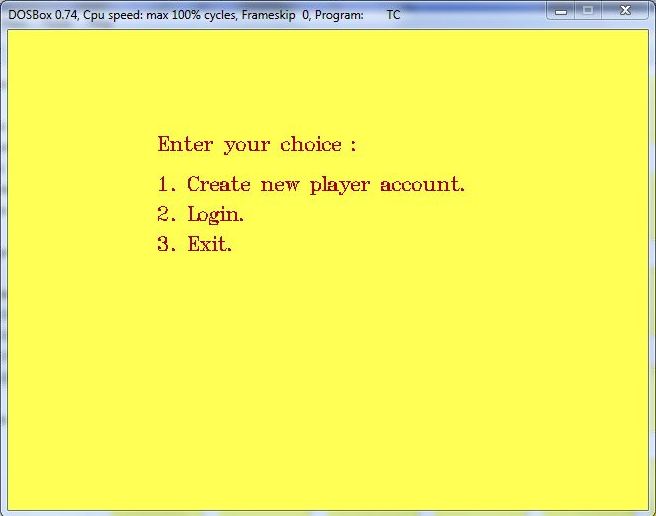 DOSBox 0.74, Cpu speed: max 100% cycles, Frameskip 0, Program: TC
Enter your choice :
1. Create new player account.
2. Login.
3. Exit.